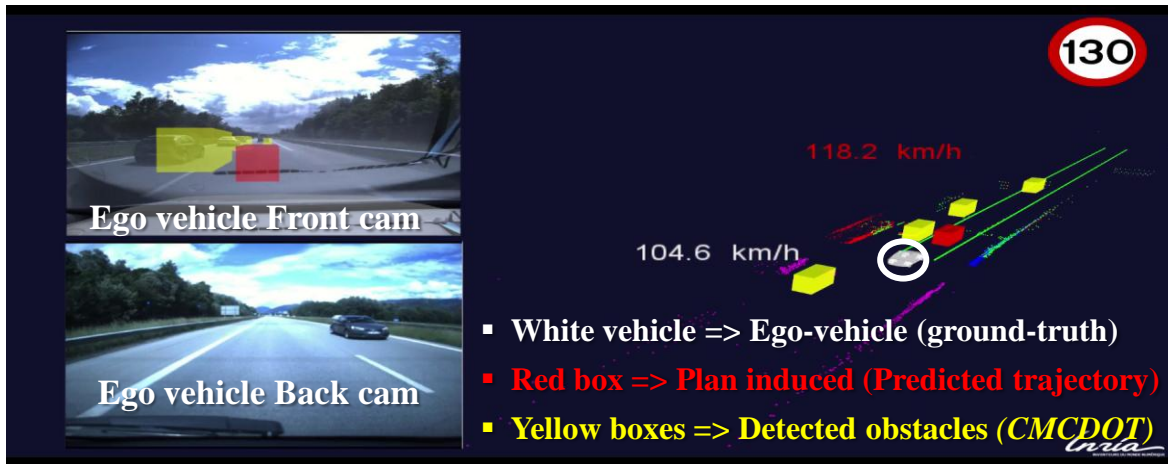 130
118.2 km/h
Ego vehicle Front cam
104.6 km/h
▪ White vehicle => Ego-vehicle (ground-truth)
Ego vehicle Back cam
▪ Red box => Plan induced (Predicted trajectory)
▪ Yellow boxes => Detected obstacles (CMCDOT)
Inria